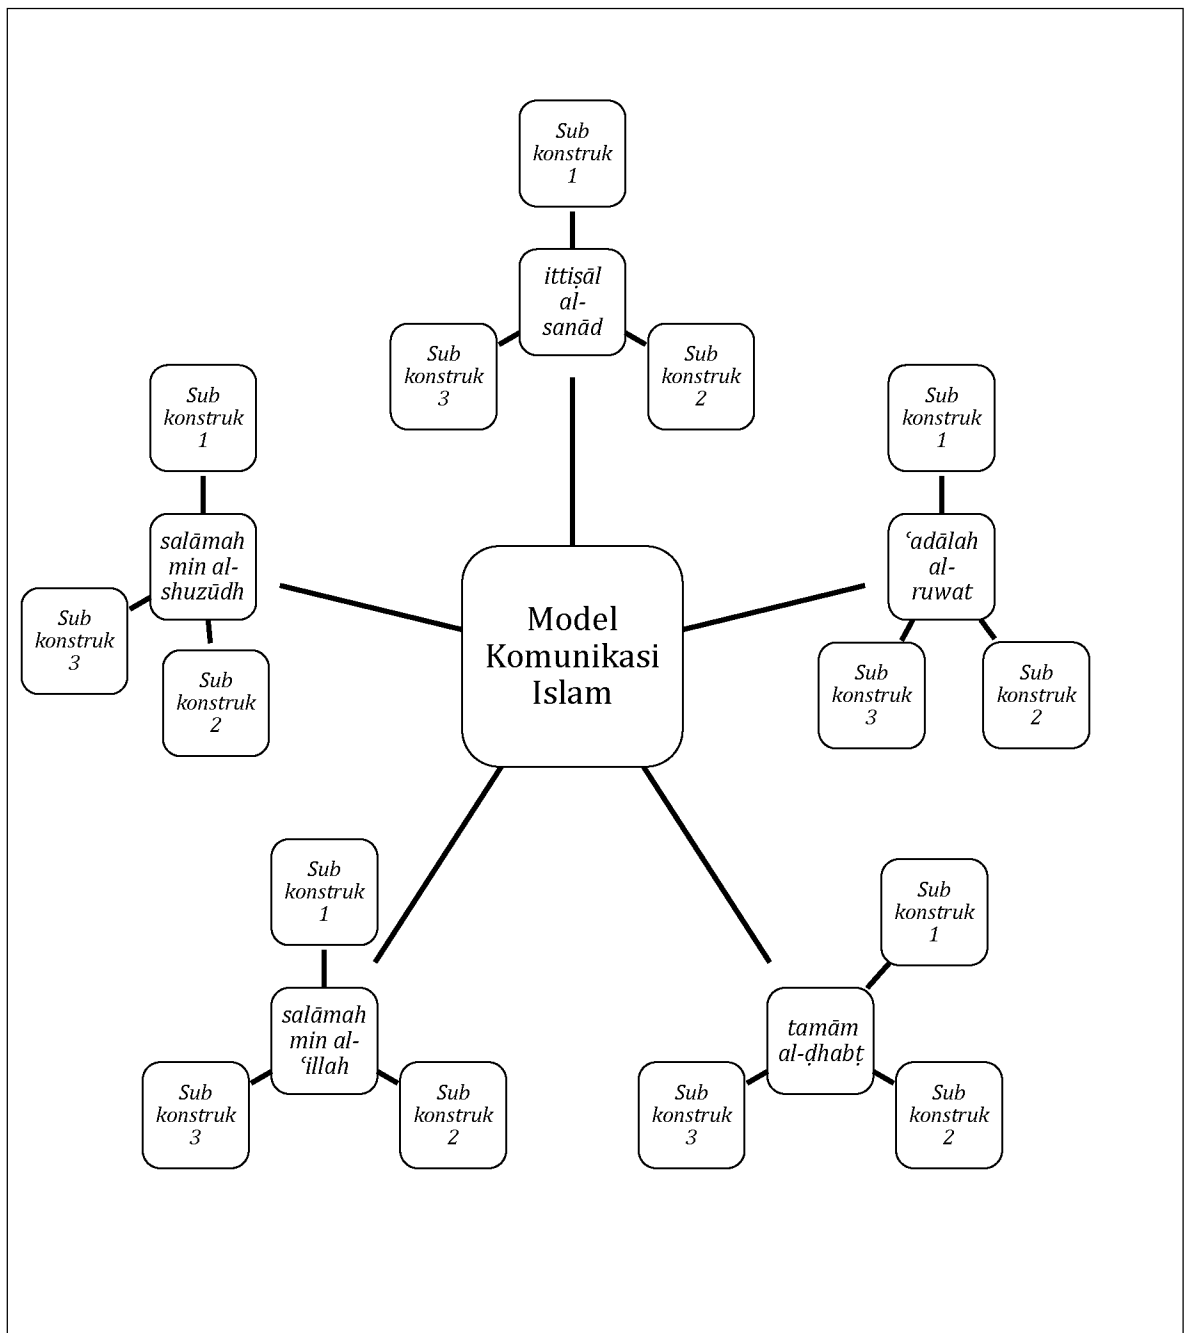 Sub
konstruk
1
ittiṣāl
al-
sanād
Sub
konstruk
3
Sub
konstruk
2
Sub
konstruk
1
salāmah
min al-
shuzūdh
Sub
konstruk
3
Sub
konstruk
2
Sub
konstruk
1
ʿadālah
al-
ruwat
Sub
konstruk
3
Sub
konstruk
2
Model
Komunikasi
Islam
Sub
konstruk
1
salāmah
min al-
ʿillah
Sub
konstruk
3
Sub
konstruk
2
Sub
konstruk
1
tamām
al-ḍhabṭ
Sub
konstruk
3
Sub
konstruk
2